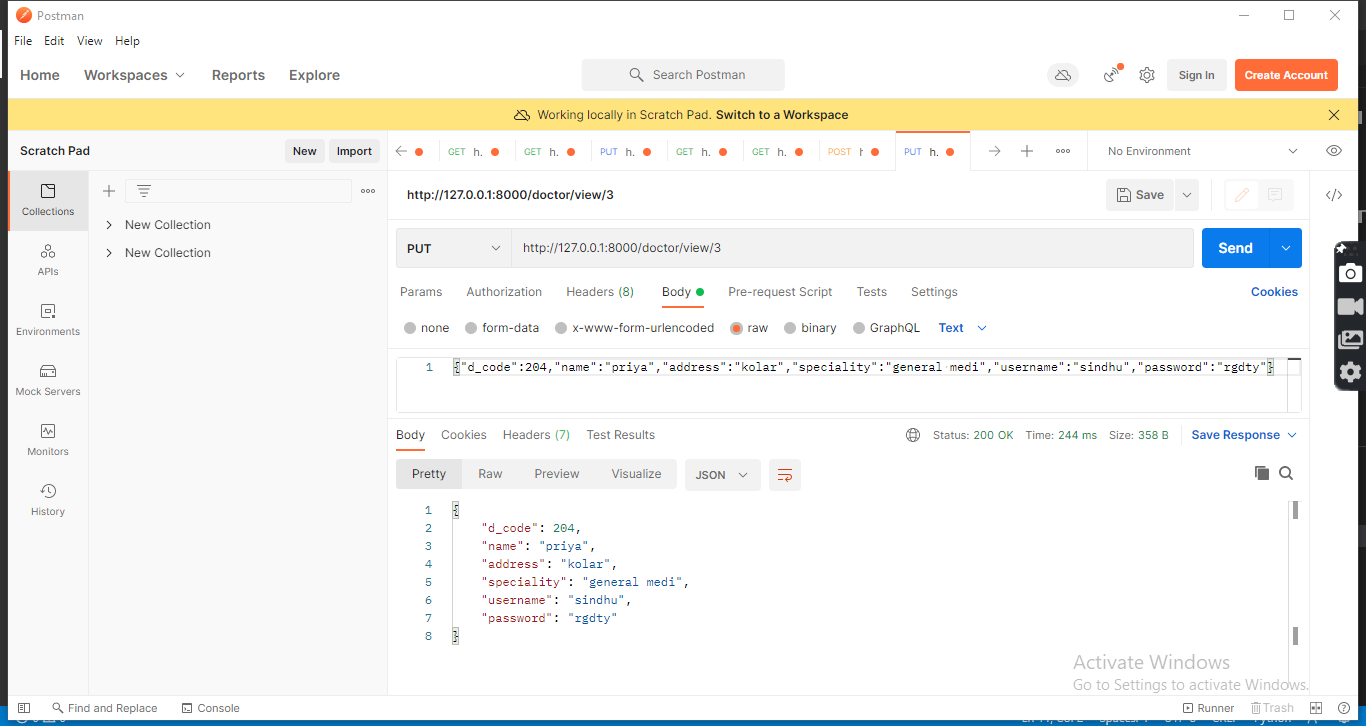 Postman
File Edit View Help
Home Workspaces Reports Explore Search Postman Sign In Create Account
Working locally in Scratch Pad. Switch to a Workspace
Scratch Pad New Import GET h. GET h. PUT h. GET h. GET h. POST h PUT h. No Environment
Collections
New Collection
New Collection
APIs
Environments
Mock Servers
Monitors
History
http://127.0.0.1:8000/doctor/view/3 Save
PUT http://127.0.0.1:8000/doctor/view/3 Send
Params Authorization Headers (8) Body Pre-request Script Tests Settings Cookies
none form-data x-www-form-urlencoded raw binary GraphQL Text
1 {"d_code":204,"name":"priya","address":"kolar","speciality":"general medi","username":"sindhu","password":"rgdty"}
Body Cookies Headers (7) Test Results Status: 200 OK Time: 244 ms Size: 358 B Save Response
Pretty Raw Preview Visualize JSON
1 {
2 "d_code": 204,
3 "name": "priya",
4 "address": "kolar",
5 "speciality": "general medi",
6 "username": "sindhu",
7 "password": "rgdty"
8 }
Activate Windows
Go to Settings to activate Windows.
Find and Replace Console Runner Trash